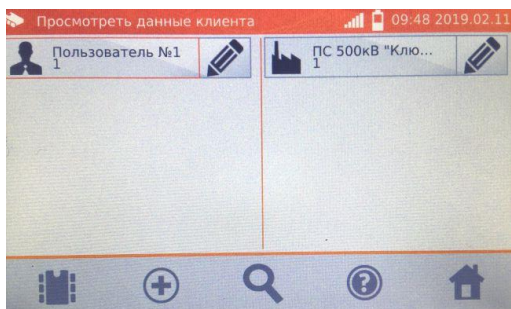 Просмотреть данные клиента
09:48 2019.02.11
Пользователь №1
1
ПС 500кВ "Клю...
1